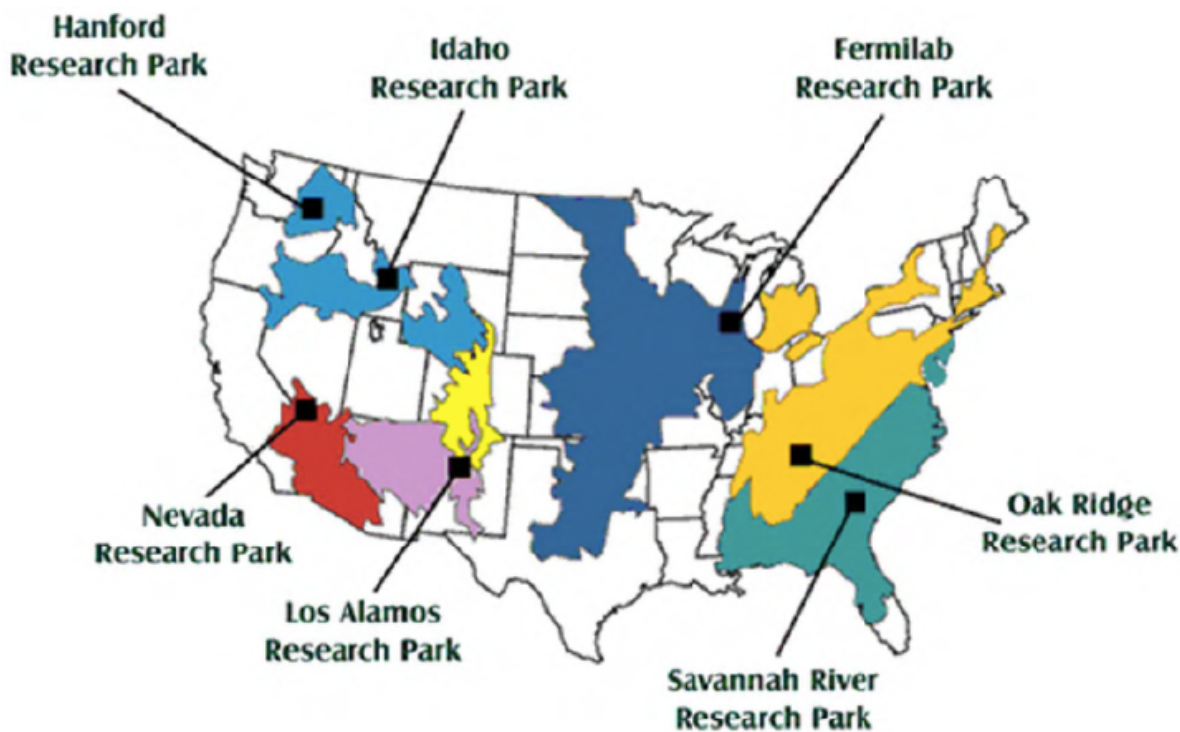 Hanford
Research Park
Idaho
Research Park
Fermilab
Research Park
Nevada
Research Park
Los Alamos
Research Park
Oak Ridge
Research Park
Savannah River
Research Park